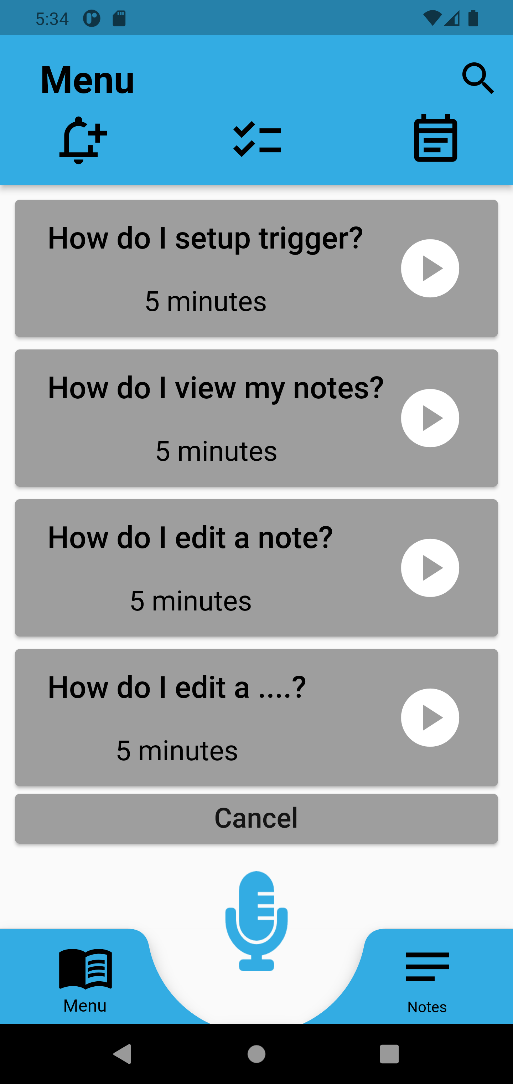 5:34
Menu
How do I setup trigger?
5 minutes
How do I view my notes?
5 minutes
How do I edit a note?
5 minutes
How do I edit a ....?
5 minutes
Cancel
Menu
Notes